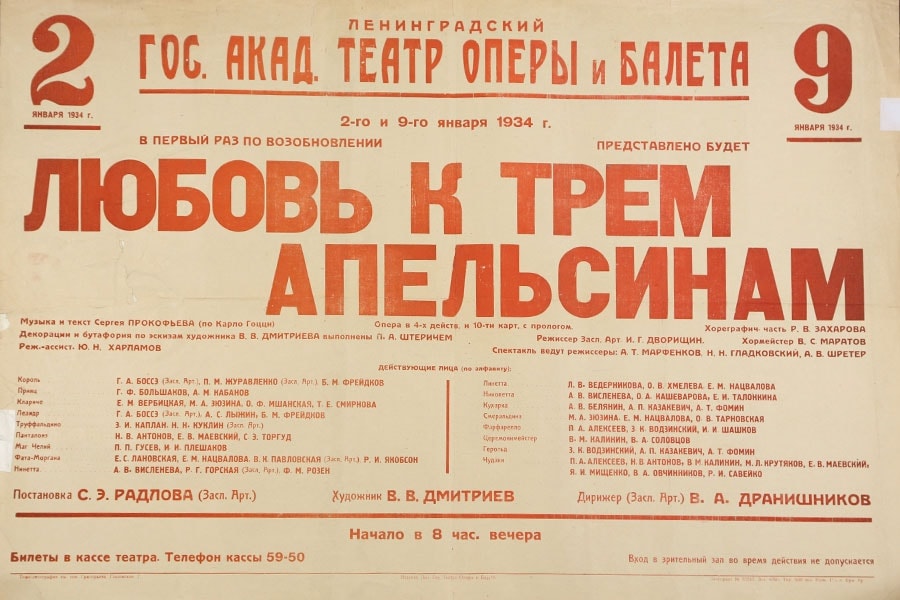 2
ЯНВАРЯ 1934 г.
ЛЕНИНГРАДСКИЙ
ГОС. АКАД. ТЕАТР ОПЕРЫ и БАЛЕТА
9
ЯНВАРЯ 1934 г.
2-го и 9-го января 1934 г.
В ПЕРВЫЙ РАЗ ПО ВОЗОБНОВЛЕНИИ
ПРЕДСТАВЛЕНО БУДЕТ
ЛЮБОВЬ К ТРЕМ
АПЕЛЬСИНАМ
Музыка и текст Сергея ПРОКОФЬЕВА (по Карло Гоцци)
Опера в 4-х действ. и 10-ти карт. с прологом.
Хореографич. часть Р. В. ЗАХАРОВА
Декорации и бутафория по эскизам художника В. В. ДМИТРИЕВА выполнены П. А. ШТЕРИЧЕМ
Режиссер Засл. Арт. И. Г. ДВОРИЩИН.
Хормейстер В. С. МАРАТОВ
Реж.-ассист. Ю. Н. ХАРЛАМОВ
Спектакль ведут режиссеры: А. Т. МАРФЕНКОВ, Н. Н. ГЛАДКОВСКИЙ, А. В. ШРЕТЕР
ДЕЙСТВУЮЩИЕ ЛИЦА (по алфавиту):
Король Г. А. БОССЭ (Засл. Арт.), П. М. ЖУРАВЛЕНКО (Засл. Арт.), Б. М. ФРЕЙДКОВ
Принц Г. Ф. БОЛЬШАКОВ, А. М. КАБАНОВ
Клариче Е. М. ВЕРБИЦКАЯ, М. А. ЗЮЗИНА, О. Ф. МШАНСКАЯ, Т. Е. СМИРНОВА
Леандр Г. А. БОССЭ (Засл. Арт.), А. С. ЛЫЖИН, Б. М. ФРЕЙДКОВ
Труффальдино З. И. КАПЛАН, Н. Н. КУКЛИН (Засл. Арт.)
Панталоне Н. В. АНТОНОВ, Е. В. МАЕВСКИЙ, С. Э. ТОРГУД
Маг Челий П. П. ГУСЕВ, И. И. ПЛЕШАКОВ
Фата-Моргана Е. С. ЛАНОВСКАЯ, Е. М. НАЦВАЛОВА, В. К. ПАВЛОВСКАЯ (Засл. Арт.), Р. И. ЯКОБСОН
Нинетта А. В. ВИСЛЕНЕВА, Р. Г. ГОРСКАЯ (Засл. Арт.), Ф. М. РОЗЕН
Линетта Л. В. ВЕДЕРНИКОВА, О. В. ХМЕЛЕВА, Е. М. НАЦВАЛОВА
Николетта А. В. ВИСЛЕНЕВА, О. А. КАШЕВАРОВА, Е. И. ТАЛОНКИНА
Кухарка А. В. БЕЛЯНИН, А. П. КАЗАКЕВИЧ, А. Т. ФОМИН
Смеральдина М. А. ЗЮЗИНА, Е. М. НАЦВАЛОВА, О. В. ТАРНОВСКАЯ
Фарфарелло П. А. АЛЕКСЕЕВ, З. К. ВОДЗИНСКИЙ, И. И. ШАШКОВ
Церемониймейстер В. М. КАЛИНИН, В. А. СОЛОВЦОВ
Герольд З. К. ВОДЗИНСКИЙ, А. П. КАЗАКЕВИЧ, А. Т. ФОМИН
Чудаки П. А. АЛЕКСЕЕВ, Н. В. АНТОНОВ, В. М. КАЛИНИН, М. Л. КРУТЯКОВ, Е. В. МАЕВСКИЙ,
Я. И. МИЩЕНКО, В. А. ОВЧИННИКОВ, Р. И. САВЕЙКО
Постановка С. Э. РАДЛОВА (Засл. Арт.)
Художник В. В. ДМИТРИЕВ
Дирижер (Засл. Арт.) В. А. ДРАНИШНИКОВ
Начало в 8 час. вечера
Билеты в кассе театра. Телефон кассы 59-50
Вход в зрительный зал во время действия не допускается